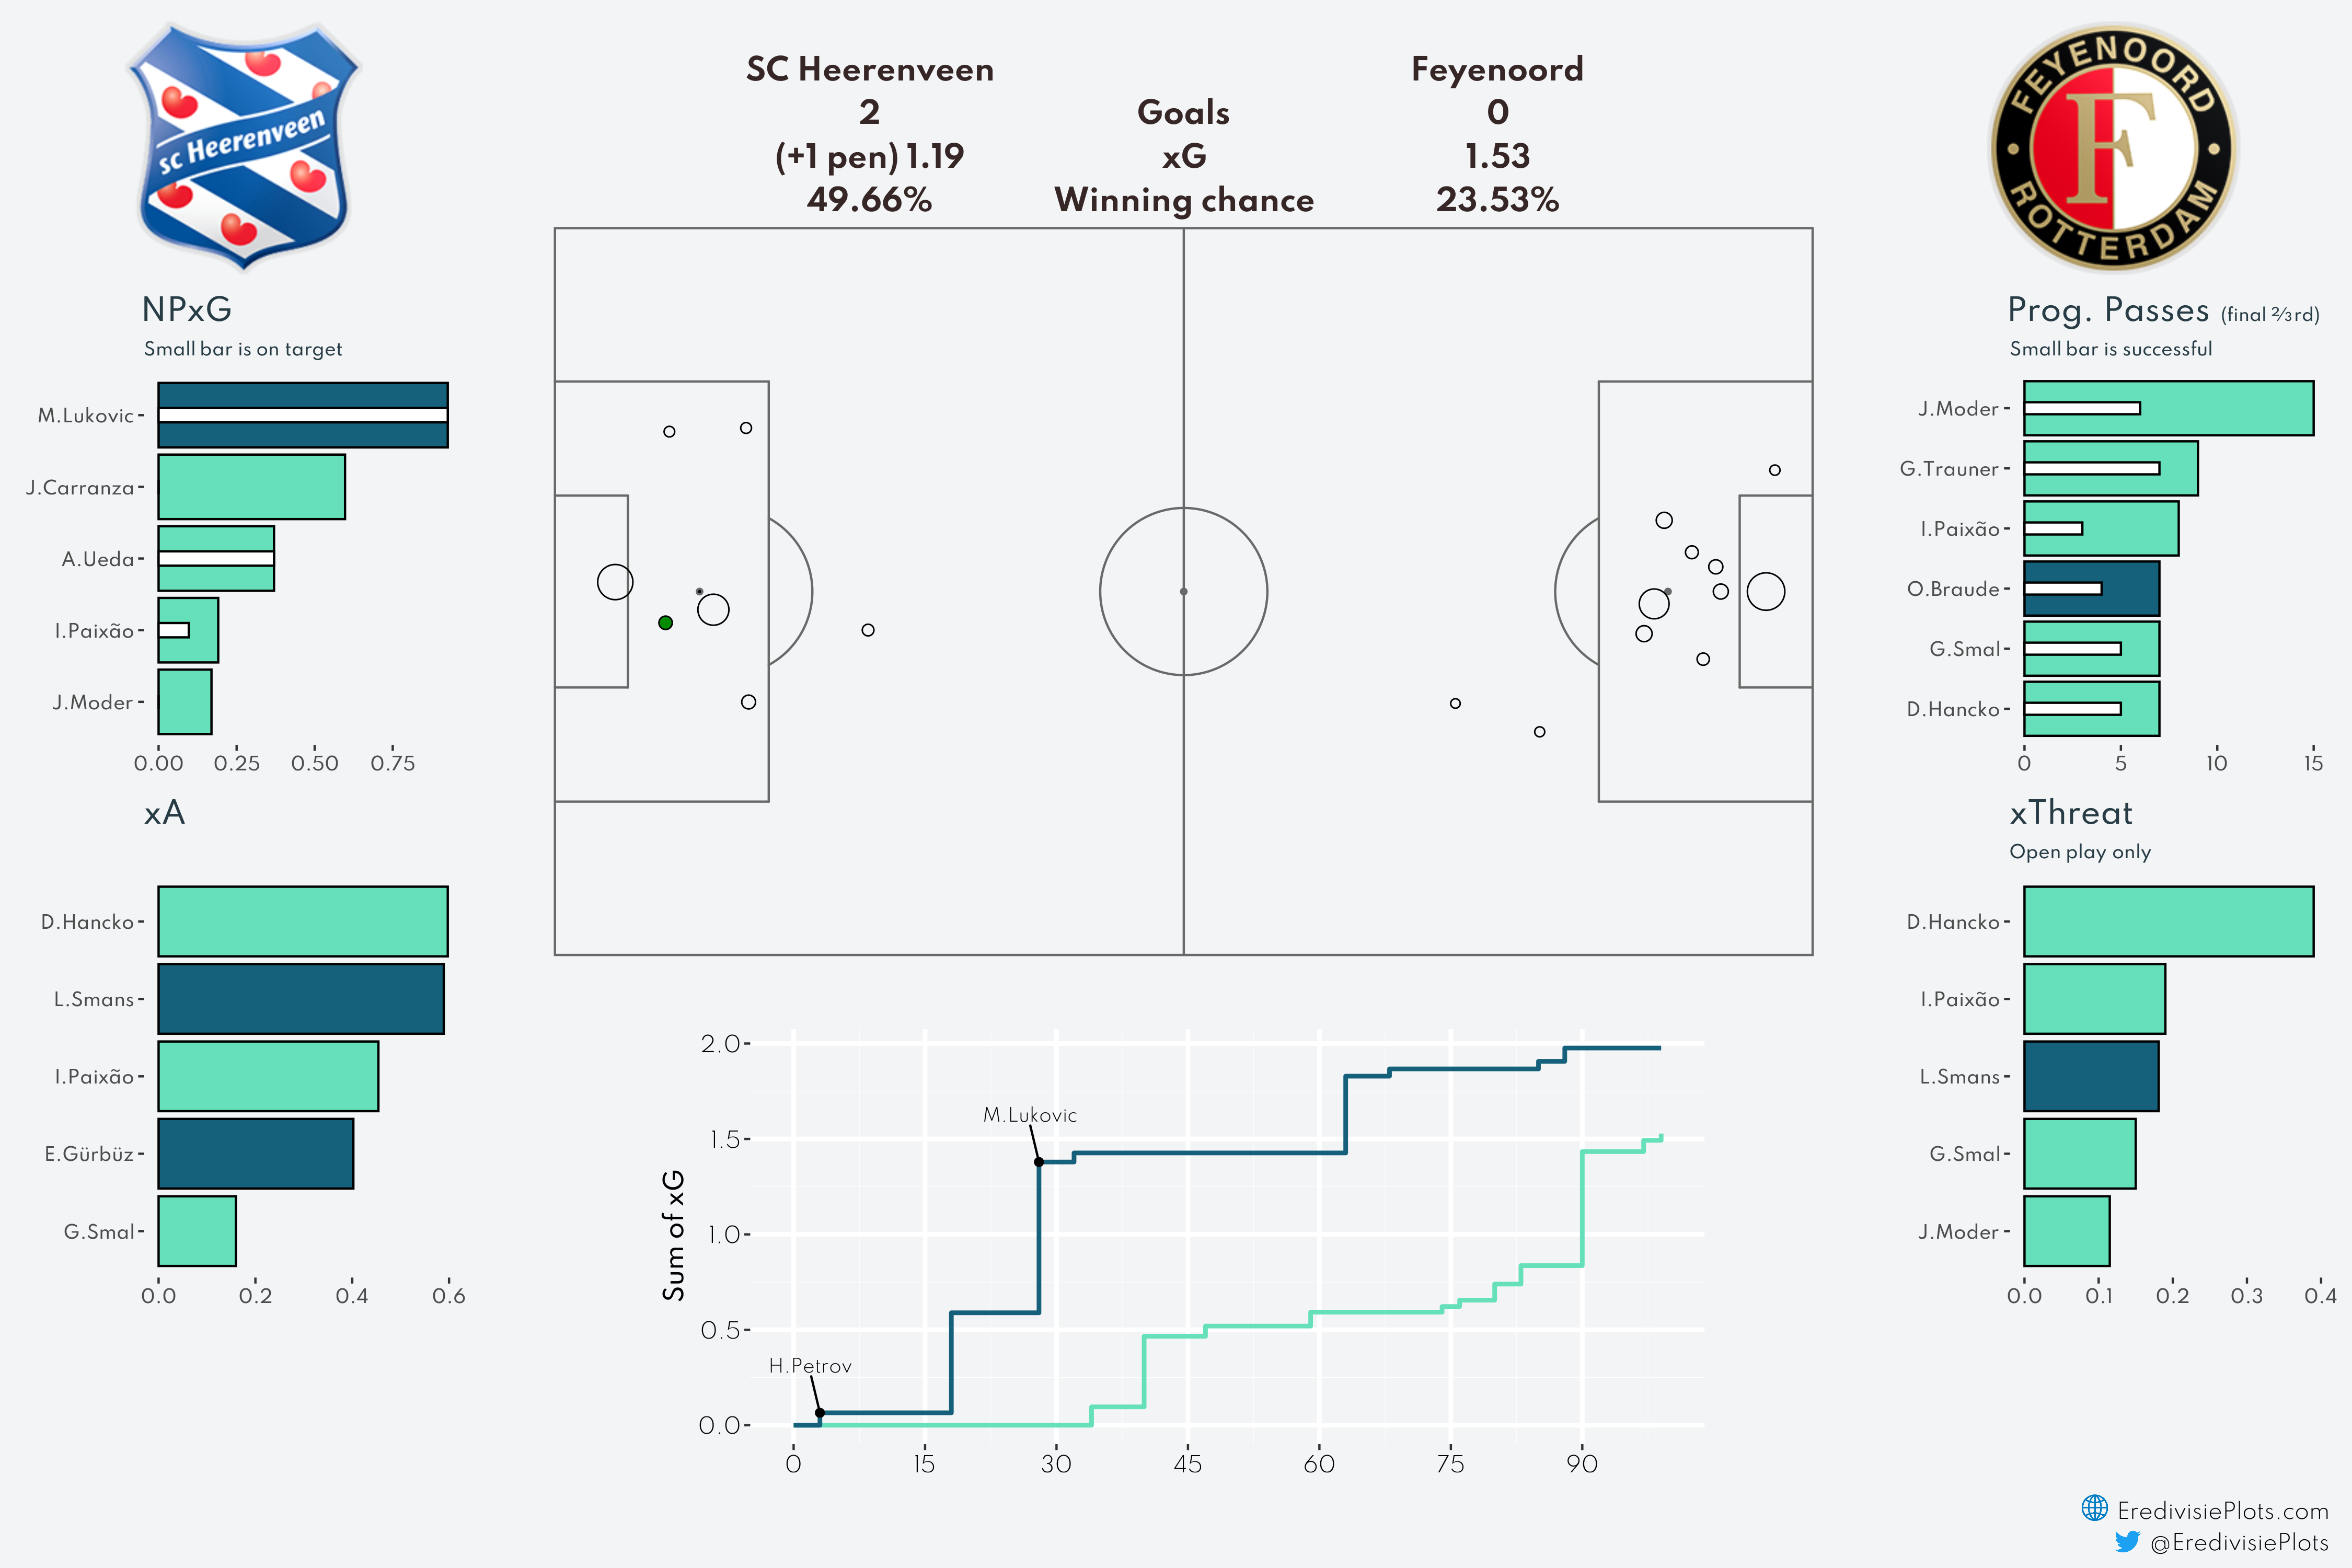 sc Heerenveen
SC Heerenveen
Feyenoord
2
Goals
0
(+1 pen) 1.19
xG
1.53
49.66%
Winning chance
23.53%
FEYENOORD
F
ROTTERDAM
NPxG
Small bar is on target
M.Lukovic
J.Carranza
A.Ueda
I.Paixão
J.Moder
0.00 0.25 0.50 0.75
xA
D.Hancko
L.Smans
I.Paixão
E.Gürbüz
G.Smal
0.0 0.2 0.4 0.6
Sum of xG
2.0
1.5
1.0
0.5
0.0
M.Lukovic
H.Petrov
0 15 30 45 60 75 90
Prog. Passes (final ⅔rd)
Small bar is successful
J.Moder
G.Trauner
I.Paixão
O.Braude
G.Smal
D.Hancko
0 5 10 15
xThreat
Open play only
D.Hancko
I.Paixão
L.Smans
G.Smal
J.Moder
0.0 0.1 0.2 0.3 0.4
EredivisiePlots.com
@EredivisiePlots